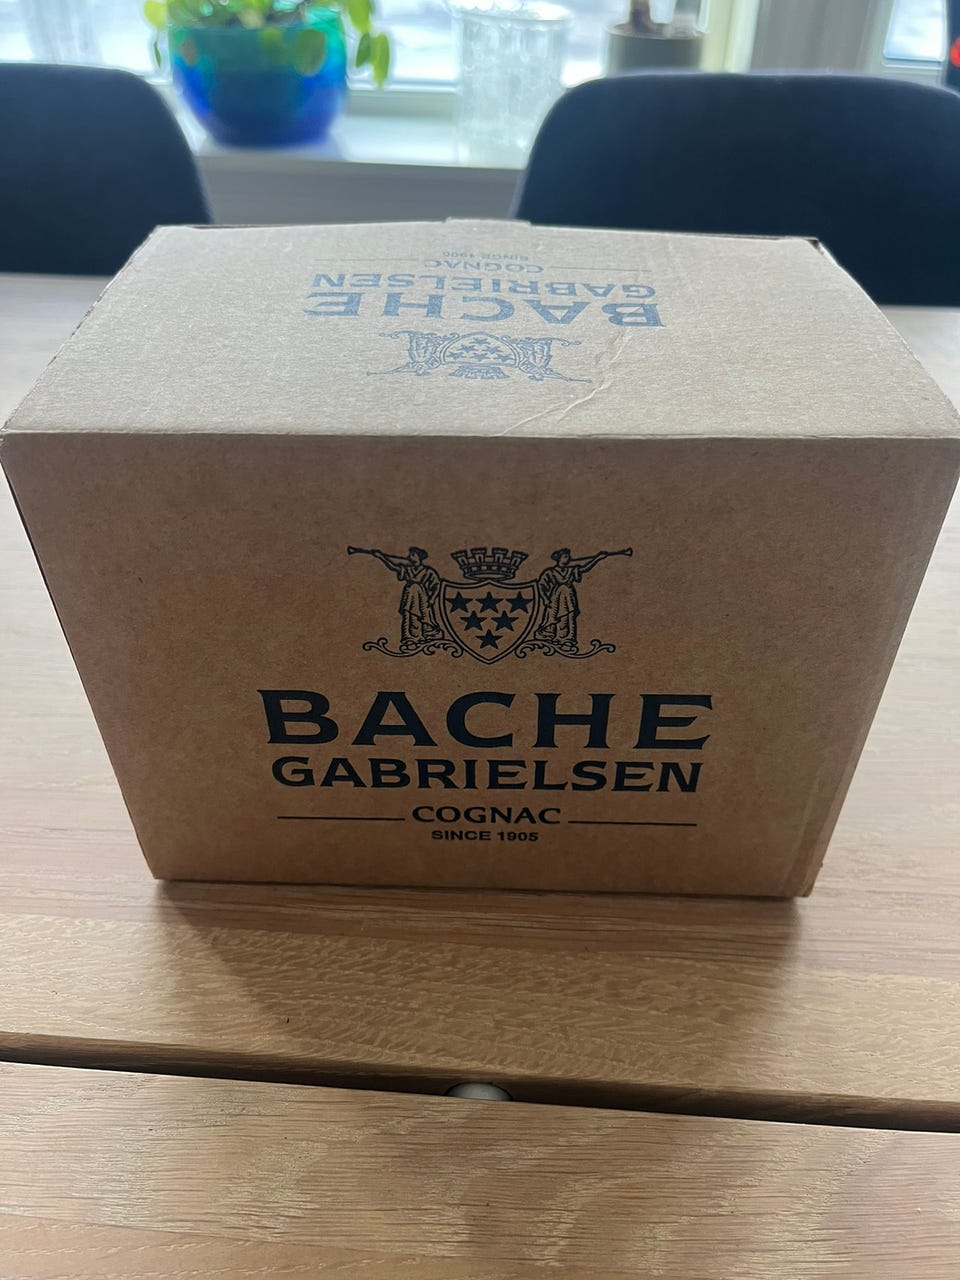 SINCE 1905
COGNAC
GABRIELSEN
BACHE
BACHE
GABRIELSEN
COGNAC
SINCE 1905